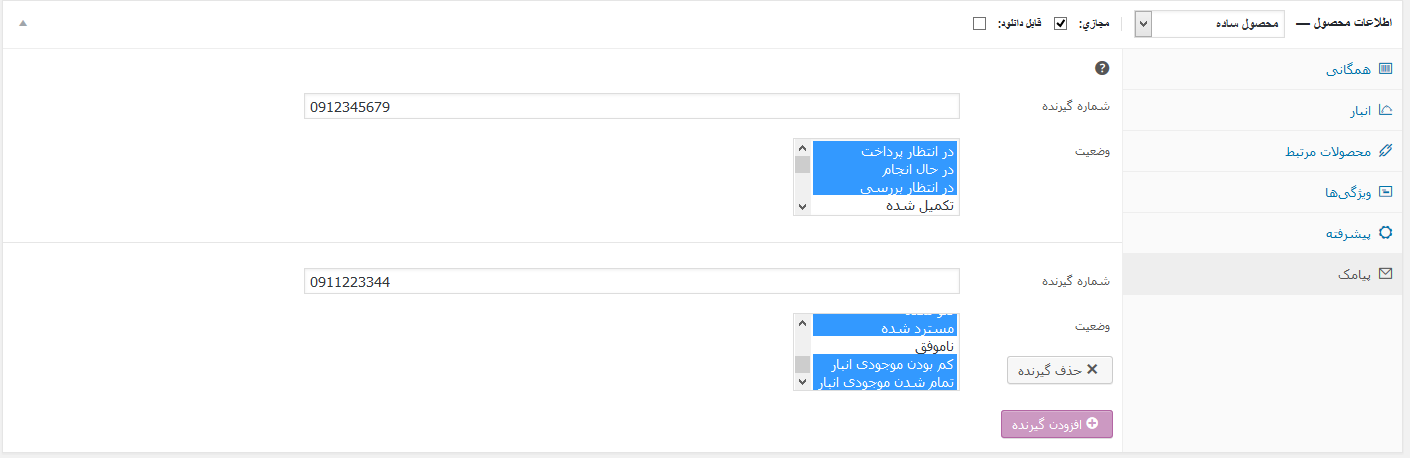 اطلاعات محصول — محصول ساده مجازي: قابل دانلود:
همگانی
انبار
محصولات مرتبط
ویژگی‌ها
پیشرفته
پیامک
شماره گیرنده 0912345679
وضعیت
در انتظار پرداخت
در حال انجام
در انتظار بررسی
تکمیل شده
شماره گیرنده 0911223344
وضعیت
مسترد شده
ناموفق
کم بودن موجودی انبار
تمام شدن موجودی انبار
حذف گیرنده
افزودن گیرنده